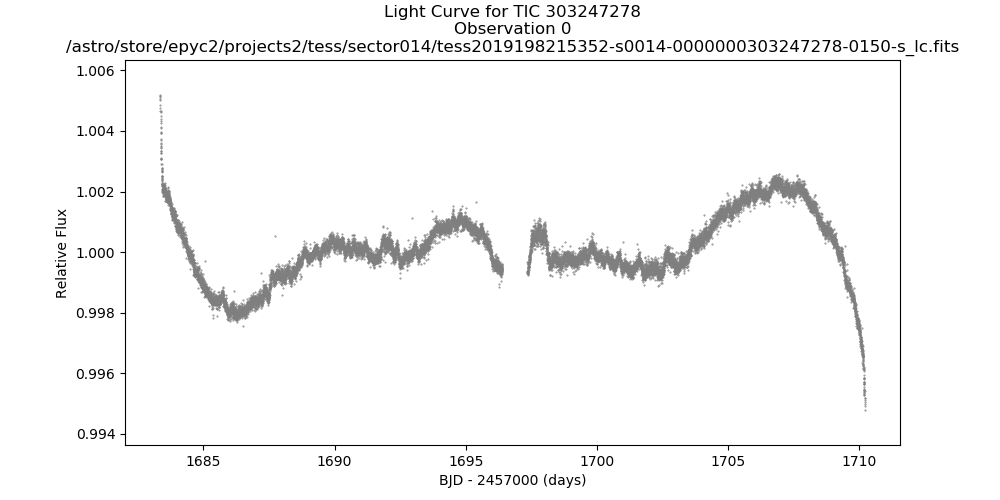 Light Curve for TIC 303247278
Observation 0
/astro/store/epyc2/projects2/tess/sector014/tess2019198215352-s0014-0000000303247278-0150-s_lc.fits
1.006
1.004
1.002
1.000
0.998
0.996
0.994
Relative Flux
1685 1690 1695 1700 1705 1710
BJD - 2457000 (days)